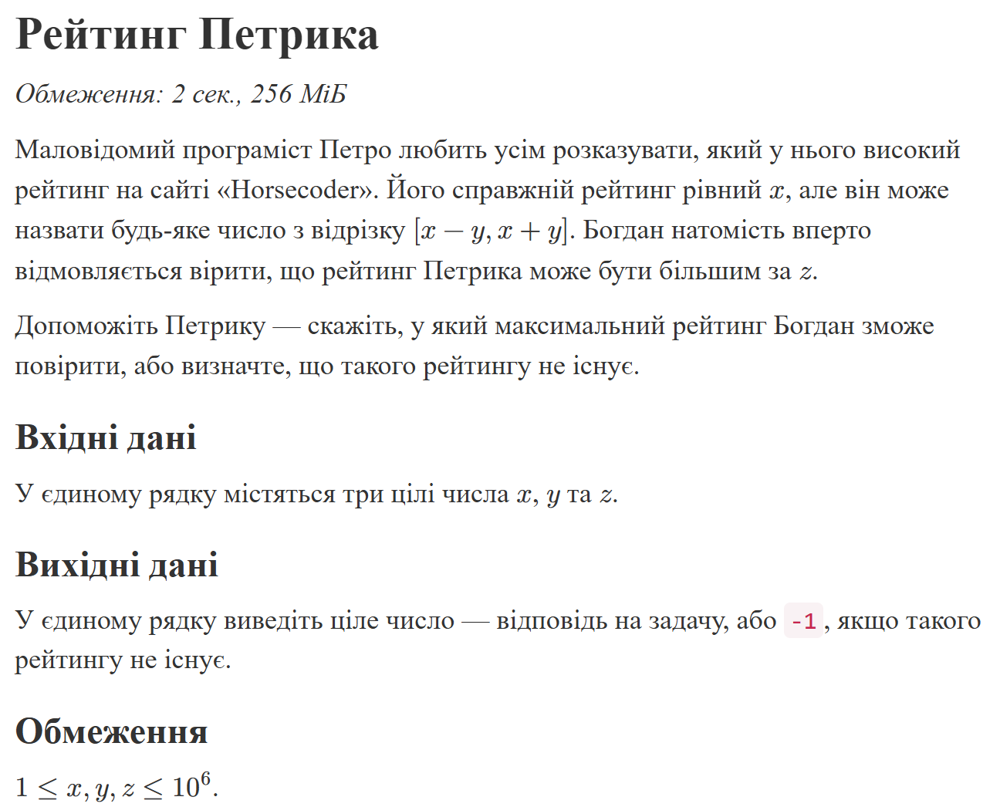 Рейтинг Петрика
Обмеження: 2 сек., 256 МіБ
Маловідомий програміст Петро любить усім розказувати, який у нього високий
рейтинг на сайті «Horsecoder». Його справжній рейтинг рівний x, але він може
назвати будь-яке число з відрізку [x − y, x + y]. Богдан натомість вперто
відмовляється вірити, що рейтинг Петрика може бути більшим за z.
Допоможіть Петрику — скажіть, у який максимальний рейтинг Богдан зможе
повірити, або визначте, що такого рейтингу не існує.
Вхідні дані
У єдиному рядку містяться три цілі числа x, y та z.
Вихідні дані
У єдиному рядку виведіть ціле число — відповідь на задачу, або -1, якщо такого
рейтингу не існує.
Обмеження
1 ≤ x, y, z ≤ 10⁶.